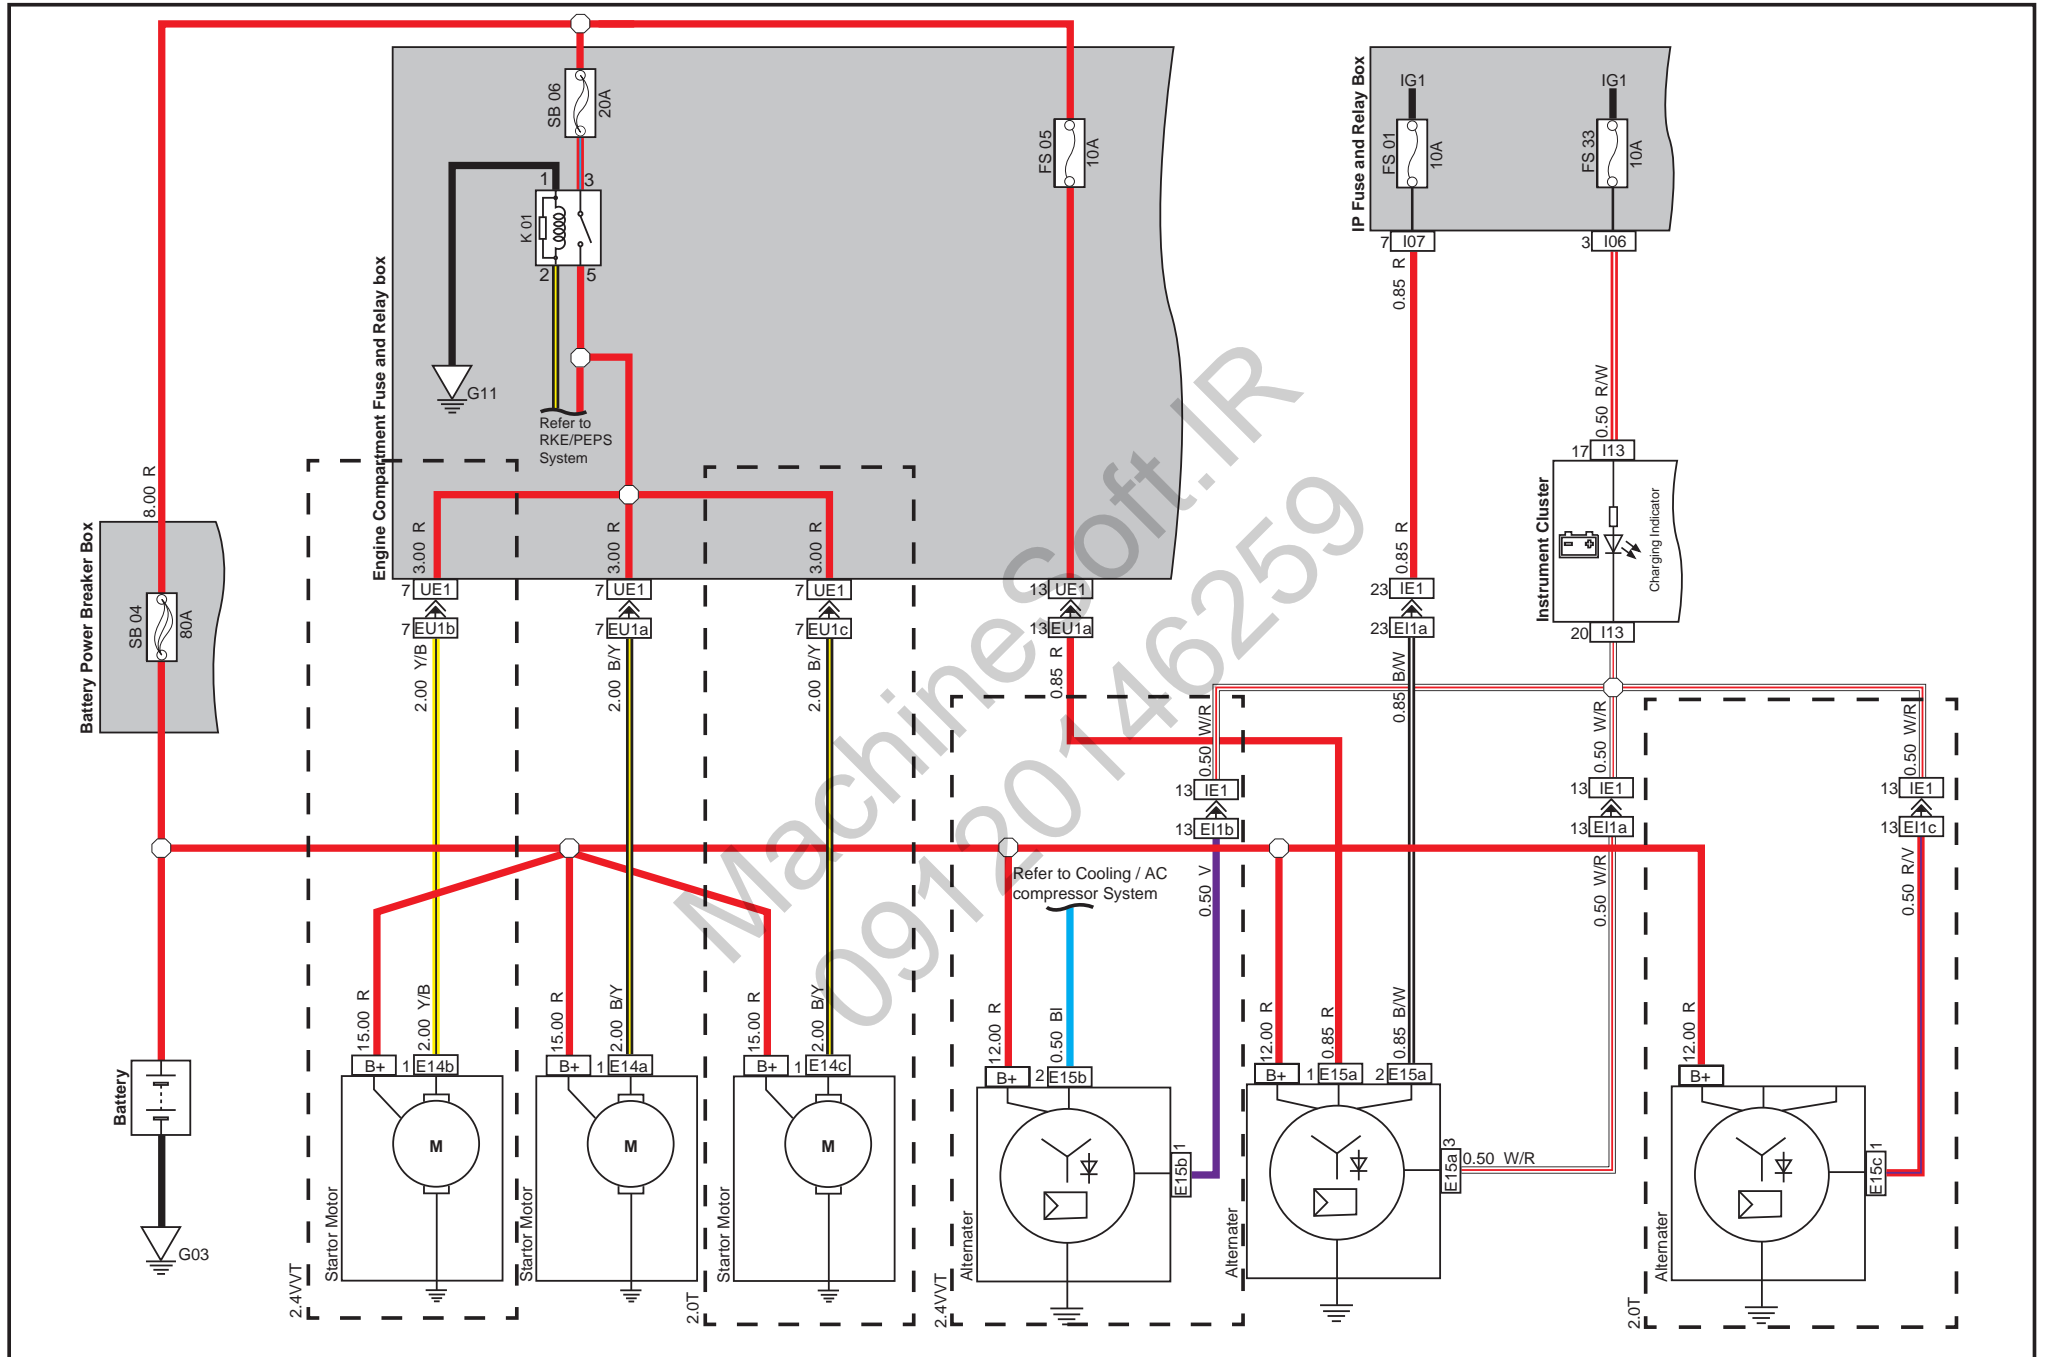 SB 06
20A
FS 05
10A
IP Fuse and Relay Box
IG1
FS 01
10A
IG1
FS 33
10A
7 I07
3 I06
1
3
K 01
2
5
G11
Refer to
RKE/PEPS
System
Engine Compartment Fuse and Relay box
0.85 R
0.50 R/W
17 I13
Instrument Cluster
Charging Indicator
20 I13
8.00 R
Battery Power Breaker Box
SB 04
80A
3.00 R
3.00 R
3.00 R
0.85 R
7 UE1
7 UE1
7 UE1
13 UE1
23 IE1
7 EU1b
7 EU1a
7 EU1c
13 EU1a
23 EI1a
2.00 Y/B
2.00 B/Y
2.00 B/Y
0.85 R
0.85 B/W
0.50 W/R
0.50 W/R
0.50 W/R
13 IE1
13 IE1
13 IE1
13 EI1b
13 EI1a
13 EI1c
Refer to Cooling / AC
compressor System
0.50 V
0.50 W/R
0.50 R/V
15.00 R
2.00 Y/B
15.00 R
2.00 B/Y
15.00 R
2.00 B/Y
12.00 R
0.50 Bl
12.00 R
0.85 R
0.85 B/W
12.00 R
B+
1 E14b
B+
1 E14a
B+
1 E14c
B+
2 E15b
B+
1 E15a
2 E15a
B+
Battery
G03
M
M
M
E15b 1
E15a 3
0.50 W/R
E15c 1
Startor Motor
Startor Motor
Startor Motor
Alternater
Alternater
Alternater
2.4VVT
2.0T
2.4VVT
2.0T
MachineSoft.IR
09120146259